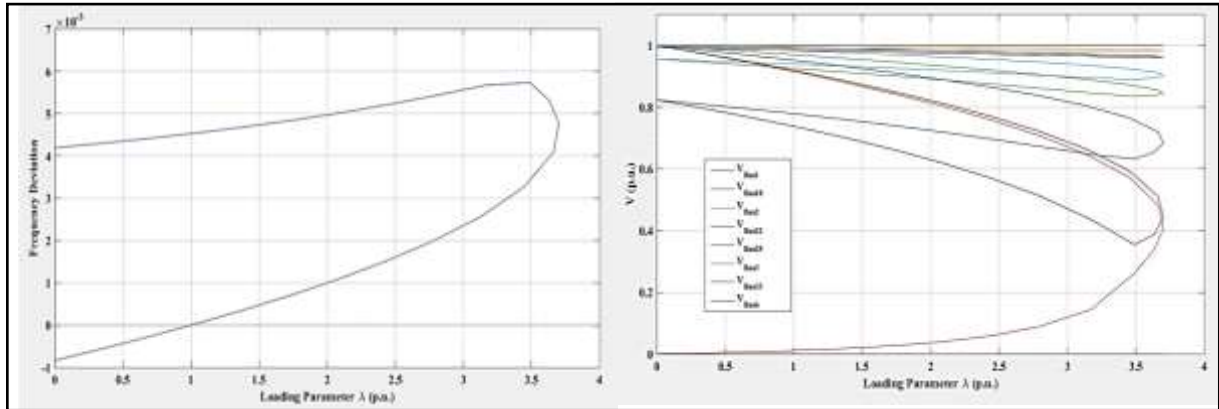 ×10⁻³
7
6
5
4
3
2
1
0
-1
0 0.5 1 1.5 2 2.5 3 3.5 4
Frequency Deviation
Loading Parameter λ (p.u.)
1
0.8
0.6
0.4
0.2
0
0 0.5 1 1.5 2 2.5 3 3.5 4
V (p.u.)
Loading Parameter λ (p.u.)